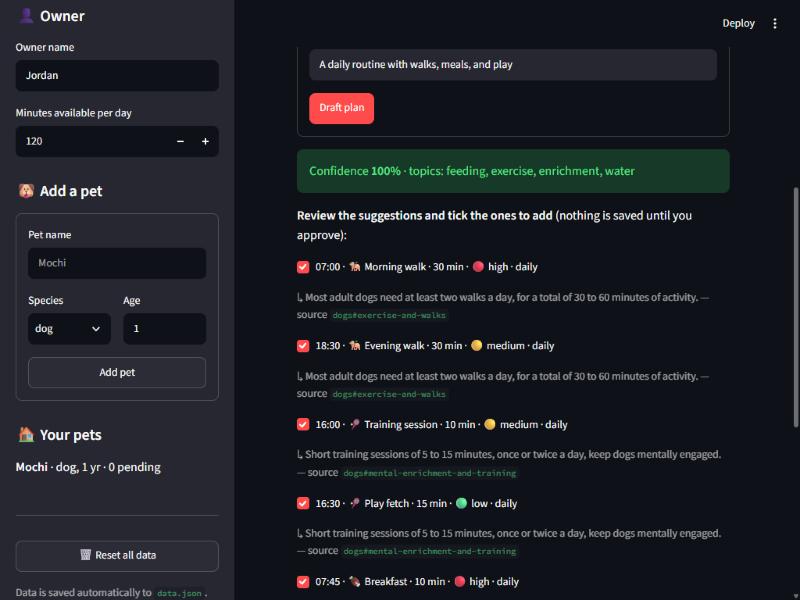 Owner
Owner name
Jordan
Minutes available per day
120
Add a pet
Pet name
Mochi
Species
Age
dog
1
Add pet
Your pets
Mochi · dog, 1 yr · 0 pending
Reset all data
Data is saved automatically to data.json .
Deploy
A daily routine with walks, meals, and play
Draft plan
Confidence 100% · topics: feeding, exercise, enrichment, water
Review the suggestions and tick the ones to add (nothing is saved until you
approve):
07:00 · 🐕 Morning walk · 30 min · 🔴 high · daily
↳ Most adult dogs need at least two walks a day, for a total of 30 to 60 minutes of activity. —
source dogs#exercise-and-walks
18:30 · 🐕 Evening walk · 30 min · 🟡 medium · daily
↳ Most adult dogs need at least two walks a day, for a total of 30 to 60 minutes of activity. —
source dogs#exercise-and-walks
16:00 · Training session · 10 min · 🟡 medium · daily
↳ Short training sessions of 5 to 15 minutes, once or twice a day, keep dogs mentally engaged.
— source dogs#mental-enrichment-and-training
16:30 · Play fetch · 15 min · 🟢 low · daily
↳ Short training sessions of 5 to 15 minutes, once or twice a day, keep dogs mentally engaged.
— source dogs#mental-enrichment-and-training
07:45 · 🍖 Breakfast · 10 min · 🔴 high · daily